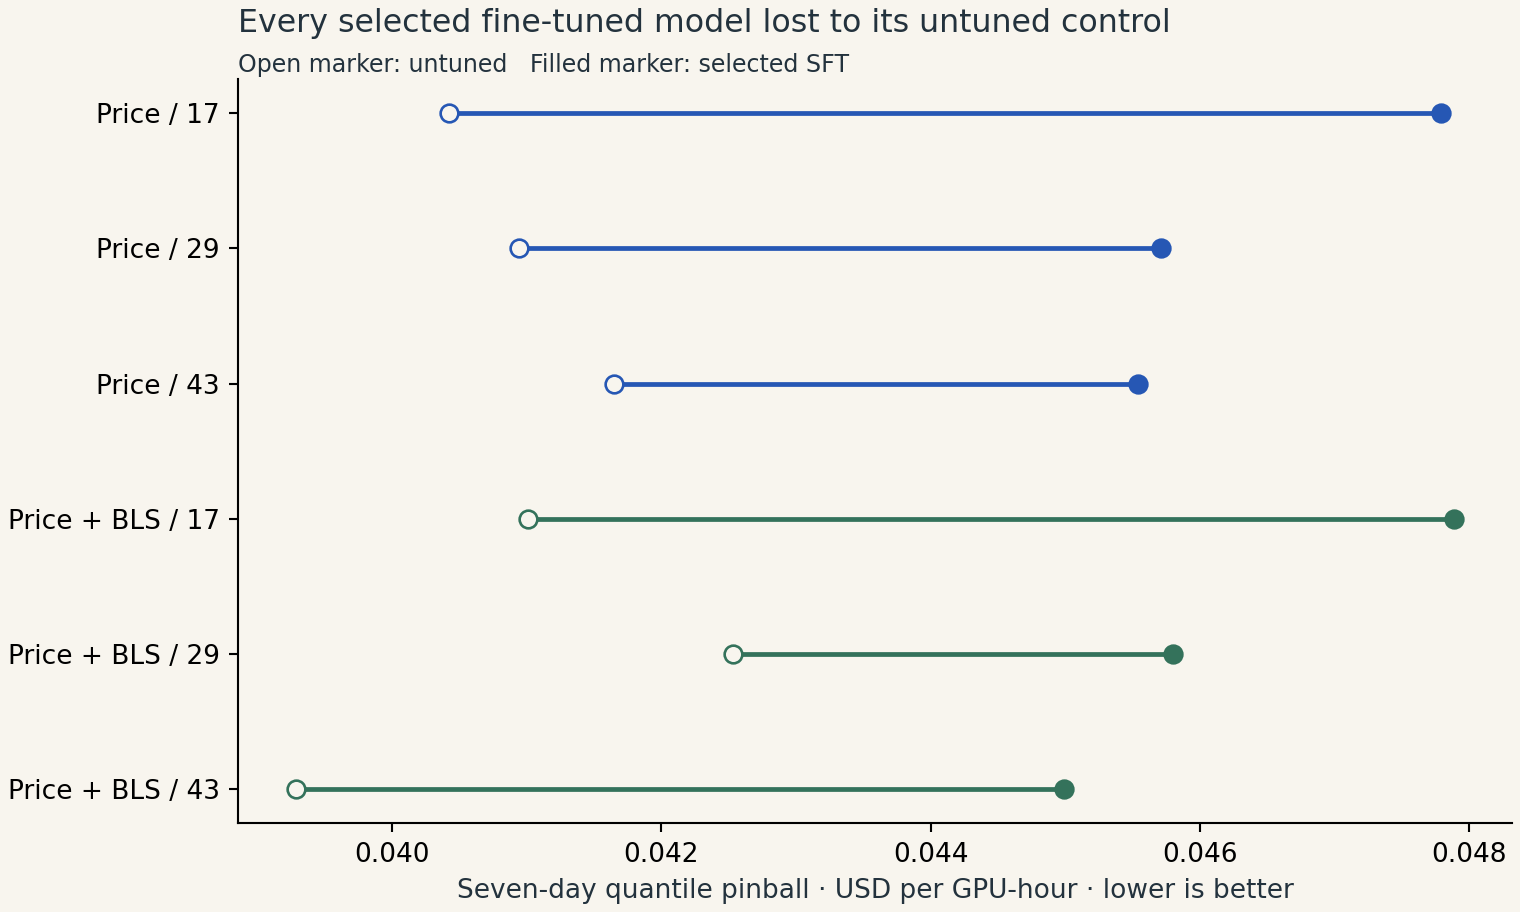 Every selected fine-tuned model lost to its untuned control
Open marker: untuned   Filled marker: selected SFT
Price / 17
Price / 29
Price / 43
Price + BLS / 17
Price + BLS / 29
Price + BLS / 43
0.040 0.042 0.044 0.046 0.048
Seven-day quantile pinball · USD per GPU-hour · lower is better